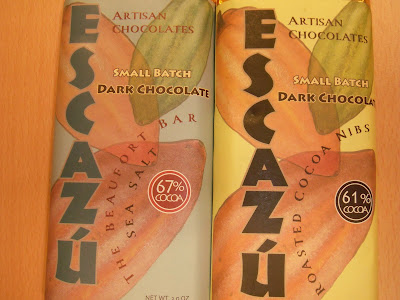 ESCAZÚ
ARTISAN
CHOCOLATES
SMALL BATCH
DARK CHOCOLATE
THE BEAUFORT BAR
SEA SALT
67%
COCOA
ESCAZÚ
ARTISAN
CHOCOLATES
SMALL BATCH
DARK CHOCOLATE
ROASTED COCOA NIBS
61%
COCOA